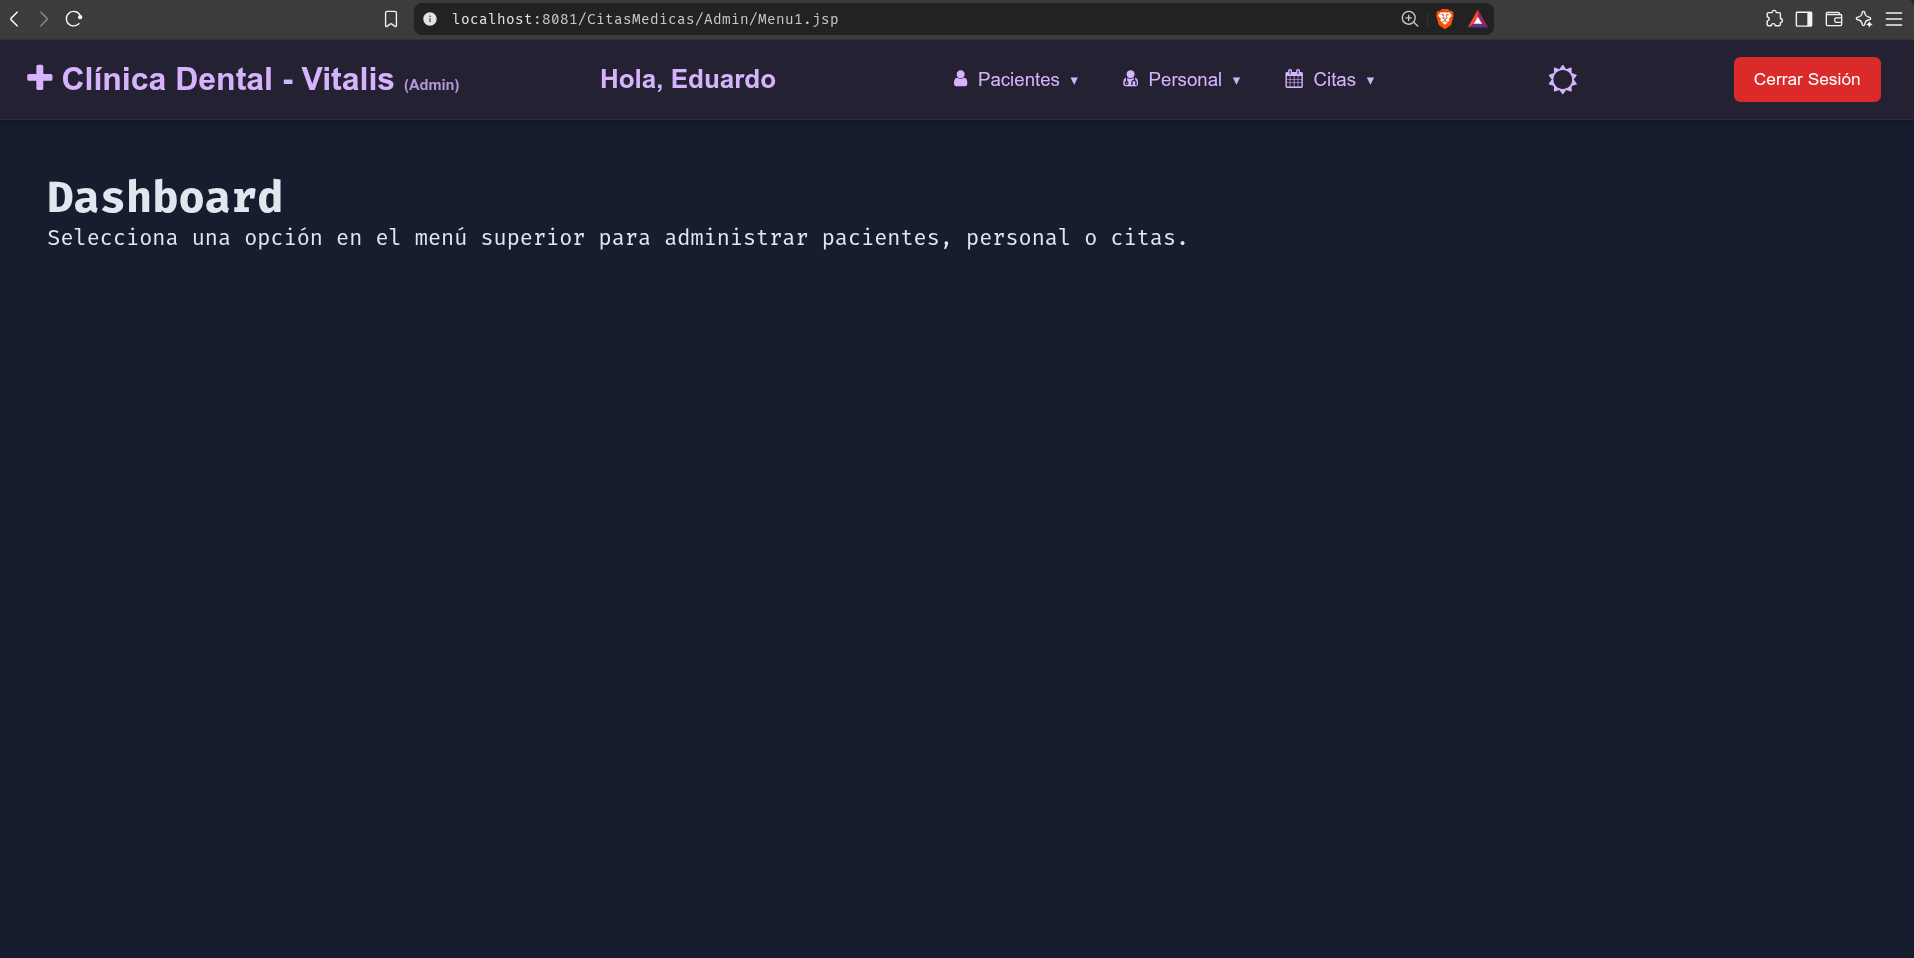 localhost:8081/CitasMedicas/Admin/Menu1.jsp
Clínica Dental - Vitalis (Admin) Hola, Eduardo Pacientes ▼ Personal ▼ Citas ▼ Cerrar Sesión
Dashboard
Selecciona una opción en el menú superior para administrar pacientes, personal o citas.